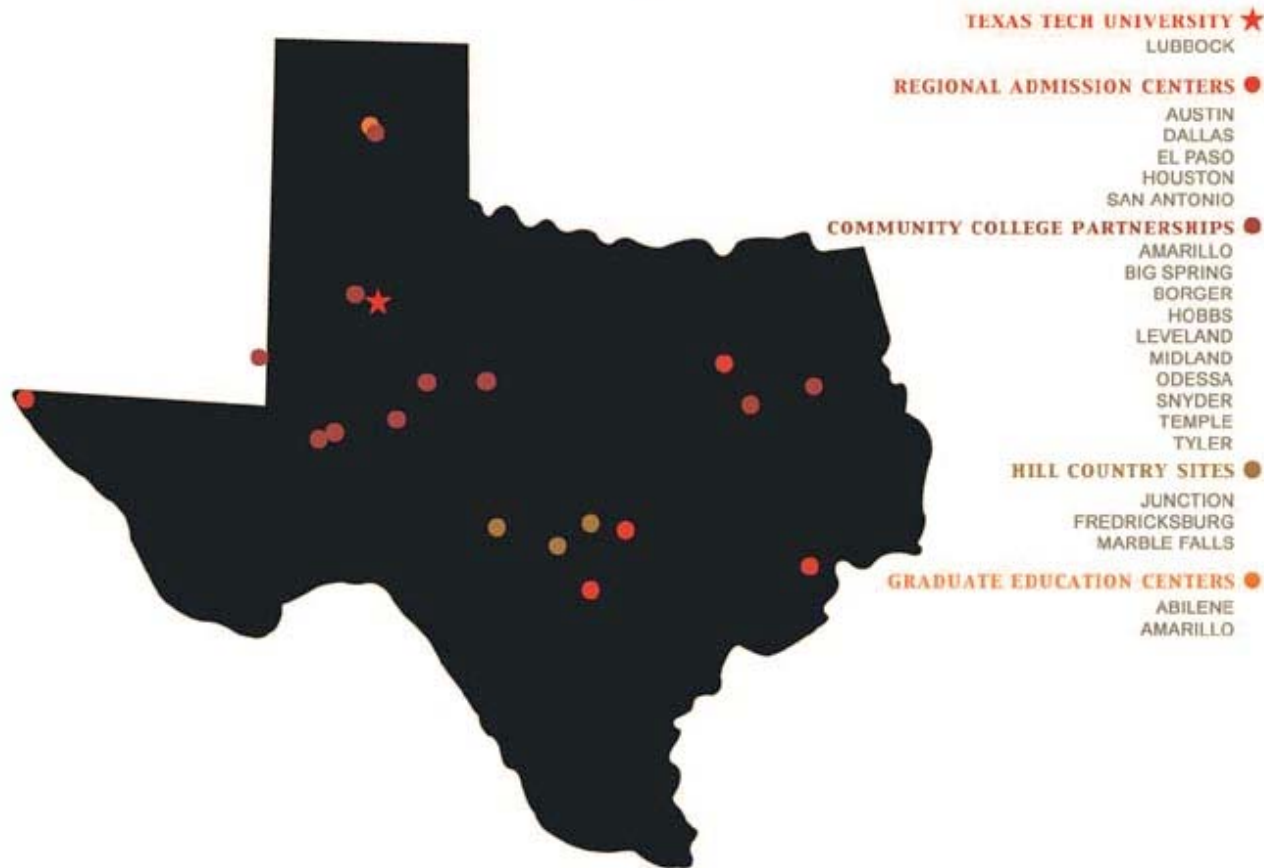 TEXAS TECH UNIVERSITY
LUBBOCK
REGIONAL ADMISSION CENTERS
AUSTIN
DALLAS
EL PASO
HOUSTON
SAN ANTONIO
COMMUNITY COLLEGE PARTNERSHIPS
AMARILLO
BIG SPRING
BORGER
HOBBS
LEVELAND
MIDLAND
ODESSA
SNYDER
TEMPLE
TYLER
HILL COUNTRY SITES
JUNCTION
FREDRICKSBURG
MARBLE FALLS
GRADUATE EDUCATION CENTERS
ABILENE
AMARILLO